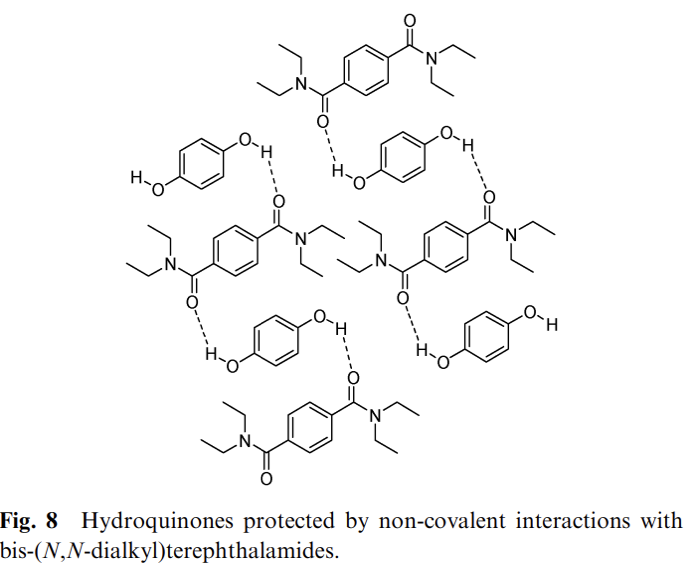 O
N
N
O
O H
O H
H O
H O
O
O
N
N
N
N
O
O
O H
O H
H O
H O
O
N
N
O
Fig. 8 Hydroquinones protected by non-covalent interactions with
bis-(N,N-dialkyl)terephthalamides.